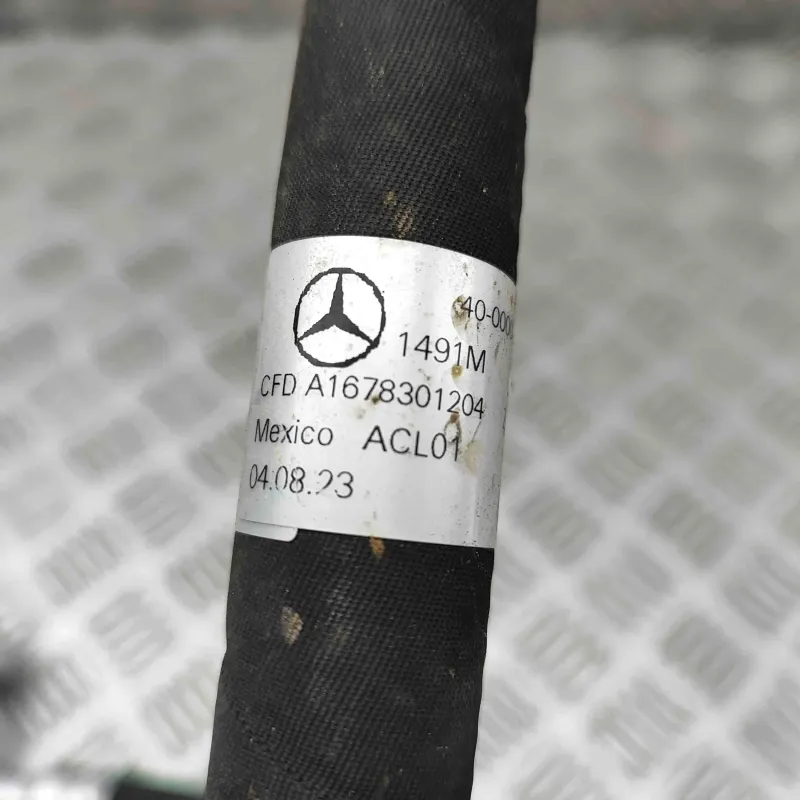 40-000
1491M
CFD A1678301204
Mexico ACL01
04.08.23